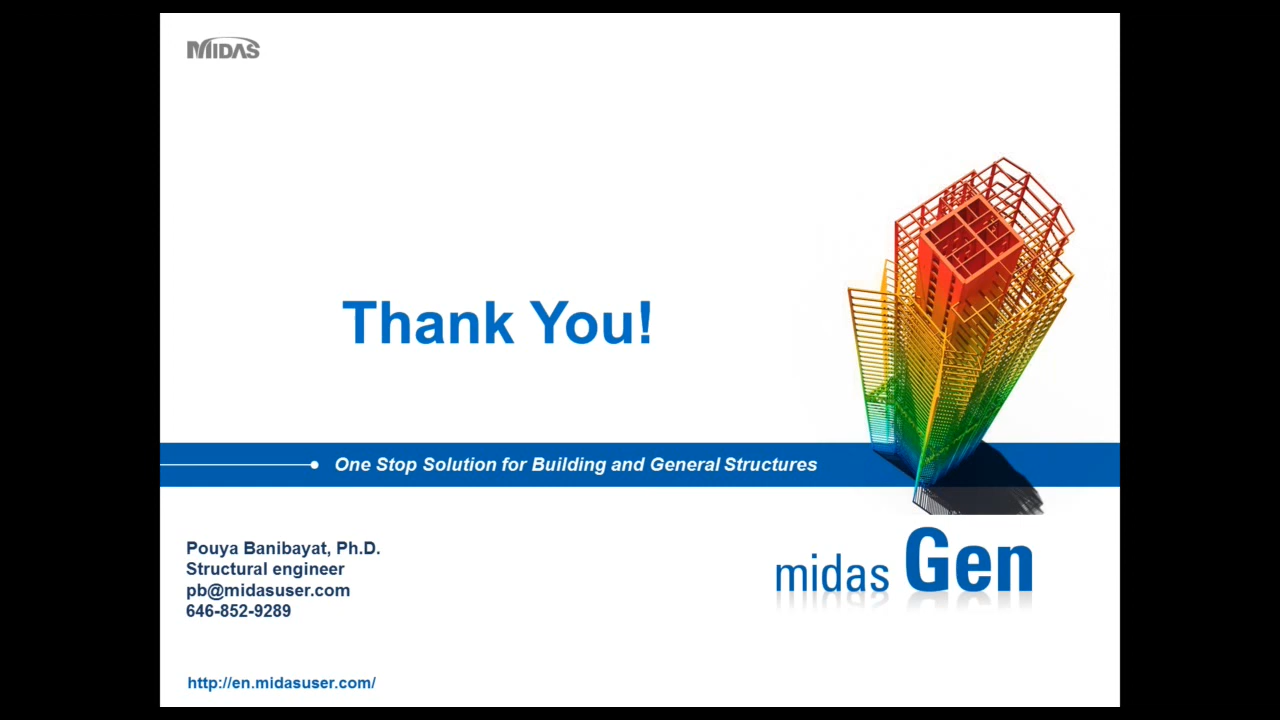 MIDAS
Thank You!
One Stop Solution for Building and General Structures
Pouya Banibayat, Ph.D.
Structural engineer
pb@midasuser.com
646-852-9289
midas Gen
http://en.midasuser.com/